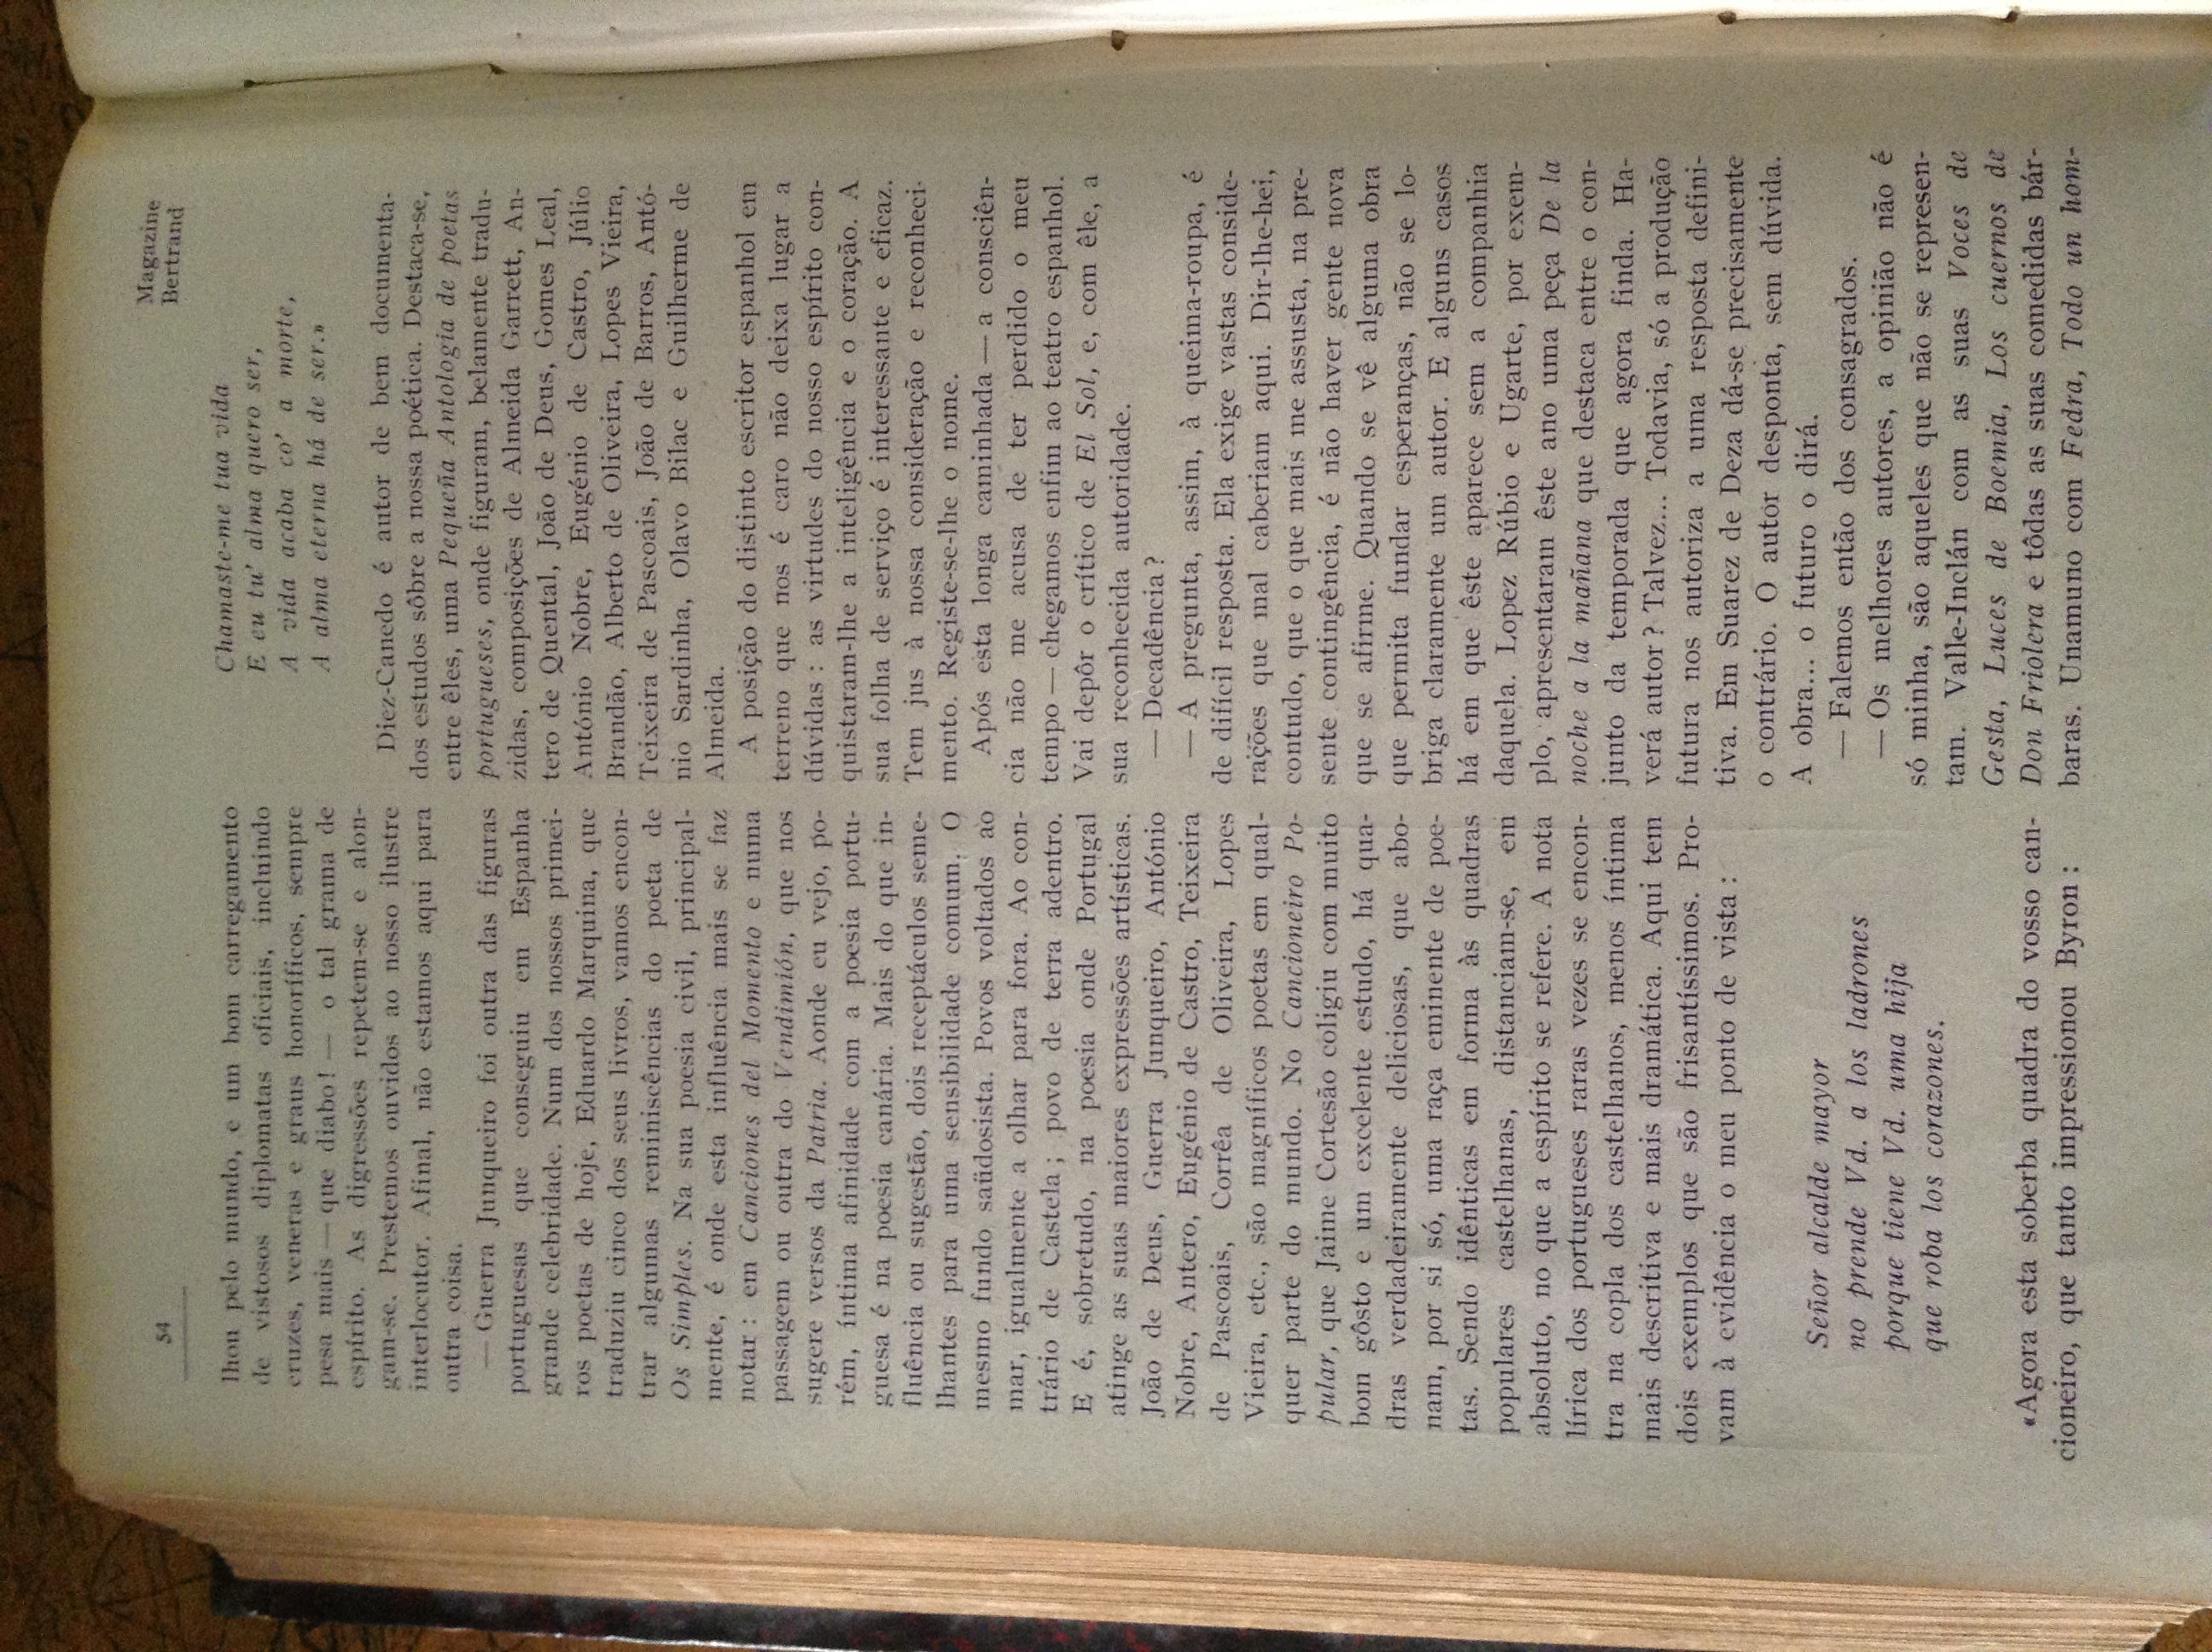 54
Magazine
Bertrand
lhou pelo mundo, e um bom carregamento
de vistosos diplomatas oficiais, incluindo
cruzes, veneras e graus honoríficos, sempre
pesa mais — que diabo! — o tal grama de
espírito. As digressões repetem-se e alon-
gam-se. Prestemos ouvidos ao nosso ilustre
interlocutor. Afinal, não estamos aqui para
outra coisa.
— Guerra Junqueiro foi outra das figuras
portuguesas que conseguiu em Espanha
grande celebridade. Num dos nossos primei-
ros poetas de hoje, Eduardo Marquina, que
traduziu cinco dos seus livros, vamos encon-
trar algumas reminiscências do poeta de
Os Simples. Na sua poesia civil, principal-
mente, é onde esta influência mais se faz
notar: em Canciones del Momento e numa
passagem ou outra do Vendimión, que nos
sugere versos da Patria. Aonde eu vejo, po-
rém, íntima afinidade com a poesia portu-
guesa é na poesia canária. Mais do que in-
fluência ou sugestão, dois receptáculos seme-
lhantes para uma sensibilidade comum. O
mesmo fundo saüdosista. Povos voltados ao
mar, igualmente a olhar para fora. Ao con-
trário de Castela; povo de terra adentro.
E é, sobretudo, na poesia onde Portugal
atinge as suas maiores expressões artísticas.
João de Deus, Guerra Junqueiro, António
Nobre, Antero, Eugénio de Castro, Teixeira
de Pascoais, Corrêa de Oliveira, Lopes
Vieira, etc., são magníficos poetas em qual-
quer parte do mundo. No Cancioneiro Po-
pular, que Jaime Cortesão coligiu com muito
bom gôsto e um excelente estudo, há qua-
dras verdadeiramente deliciosas, que abo-
nam, por si só, uma raça eminente de poe-
tas. Sendo idênticas em forma às quadras
populares castelhanas, distanciam-se, em
absoluto, no que a espírito se refere. A nota
lírica dos portugueses raras vezes se encon-
tra na copla dos castelhanos, menos íntima
mais descritiva e mais dramática. Aqui tem
dois exemplos que são frisantíssimos. Pro-
vam à evidência o meu ponto de vista:
Señor alcalde mayor
no prende Vd. a los ladrones
porque tiene Vd. uma hija
que roba los corazones.
«Agora esta soberba quadra do vosso can-
cioneiro, que tanto impressionou Byron:
Chamaste-me tua vida
E eu tu' alma quero ser,
A vida acaba co' a morte,
A alma eterna há de ser.»
Diez-Canedo é autor de bem documenta-
dos estudos sôbre a nossa poética. Destaca-se,
entre êles, uma Pequeña Antologia de poetas
portugueses, onde figuram, belamente tradu-
zidas, composições de Almeida Garrett, An-
tero de Quental, João de Deus, Gomes Leal,
António Nobre, Eugénio de Castro, Júlio
Brandão, Alberto de Oliveira, Lopes Vieira,
Teixeira de Pascoais, João de Barros, Antó-
nio Sardinha, Olavo Bilac e Guilherme de
Almeida.
A posição do distinto escritor espanhol em
terreno que nos é caro não deixa lugar a
dúvidas: as virtudes do nosso espírito con-
quistaram-lhe a inteligência e o coração. A
sua folha de serviço é interessante e eficaz.
Tem jus à nossa consideração e reconheci-
mento. Registe-se-lhe o nome.
Após esta longa caminhada — a consciên-
cia não me acusa de ter perdido o meu
tempo — chegamos enfim ao teatro espanhol.
Vai depôr o crítico de El Sol, e, com êle, a
sua reconhecida autoridade.
— Decadência?
— A pregunta, assim, à queima-roupa, é
de difícil resposta. Ela exige vastas conside-
rações que mal caberiam aqui. Dir-lhe-hei,
contudo, que o que mais me assusta, na pre-
sente contingência, é não haver gente nova
que se afirme. Quando se vê alguma obra
que permita fundar esperanças, não se lo-
briga claramente um autor. E alguns casos
há em que êste aparece sem a companhia
daquela. Lopez Rúbio e Ugarte, por exem-
plo, apresentaram êste ano uma peça De la
noche a la mañana que destaca entre o con-
junto da temporada que agora finda. Ha-
verá autor? Talvez... Todavia, só a produção
futura nos autoriza a uma resposta defini-
tiva. Em Suarez de Deza dá-se precisamente
o contrário. O autor desponta, sem dúvida.
A obra... o futuro o dirá.
— Falemos então dos consagrados.
— Os melhores autores, a opinião não é
só minha, são aqueles que não se represen-
tam. Valle-Inclán com as suas Voces de
Gesta, Luces de Boemia, Los cuernos de
Don Friolera e tôdas as suas comedidas bár-
baras. Unamuno com Fedra, Todo un hom-